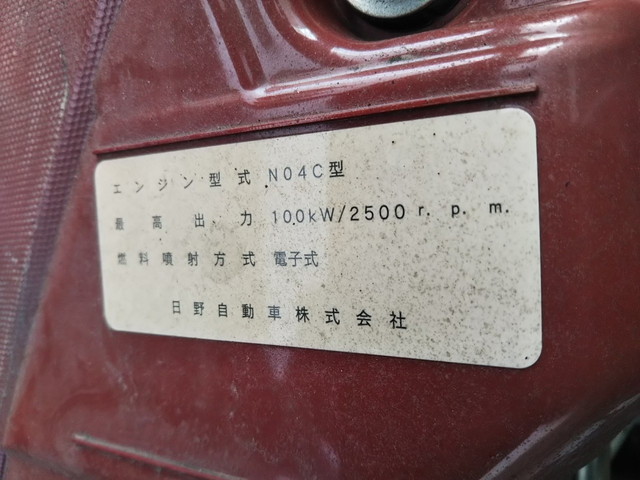 エンジン型式 N04C型
最高出力 100kW/2500 r.p.m.
燃料噴射方式 電子式
日野自動車株式会社